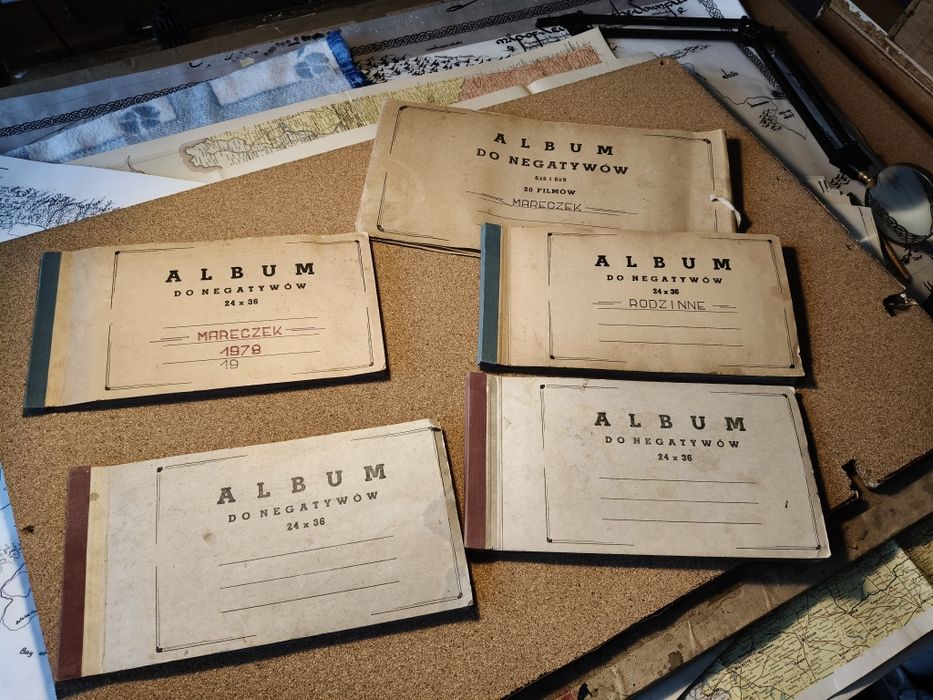 ALBUM
DO NEGATYWÓW
6x6 i 6x9
20 FILMÓW
MARECZEK
ALBUM
DO NEGATYWÓW
24 x 36
MARECZEK
1978
19
ALBUM
DO NEGATYWÓW
24 x 36
RODZINNE
ALBUM
DO NEGATYWÓW
24 x 36
ALBUM
DO NEGATYWÓW
24 x 36
Bay